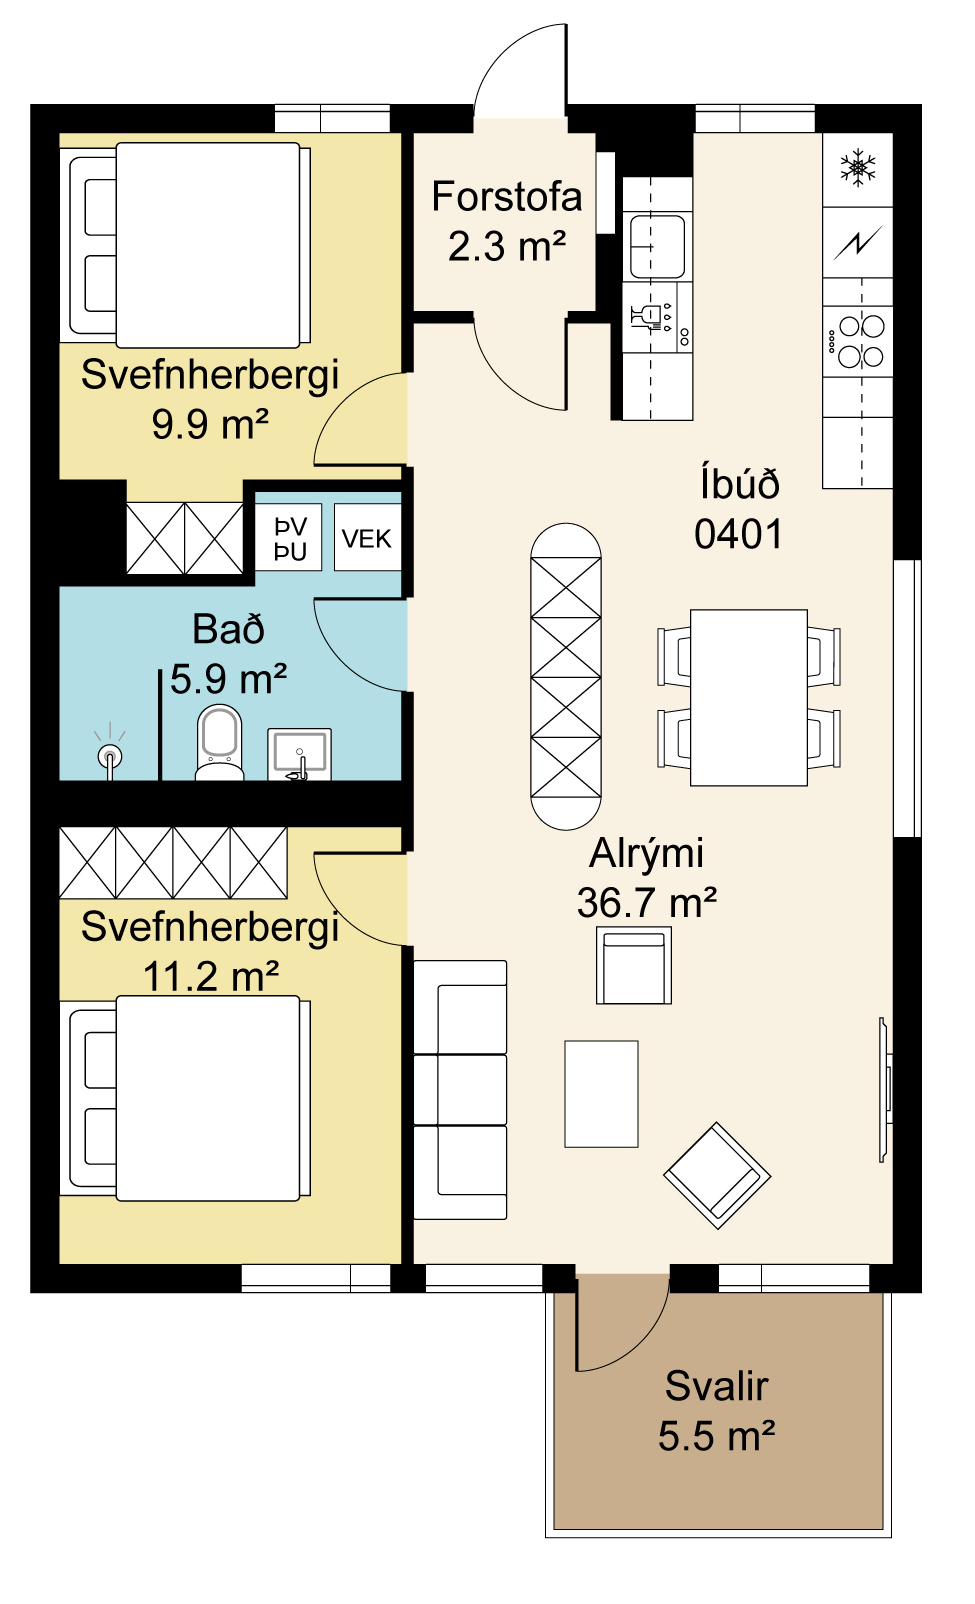 Forstofa
2.3 m²
Svefnherbergi
9.9 m²
Íbúð
0401
ÞV
ÞU
VEK
Bað
5.9 m²
Alrými
36.7 m²
Svefnherbergi
11.2 m²
Svalir
5.5 m²